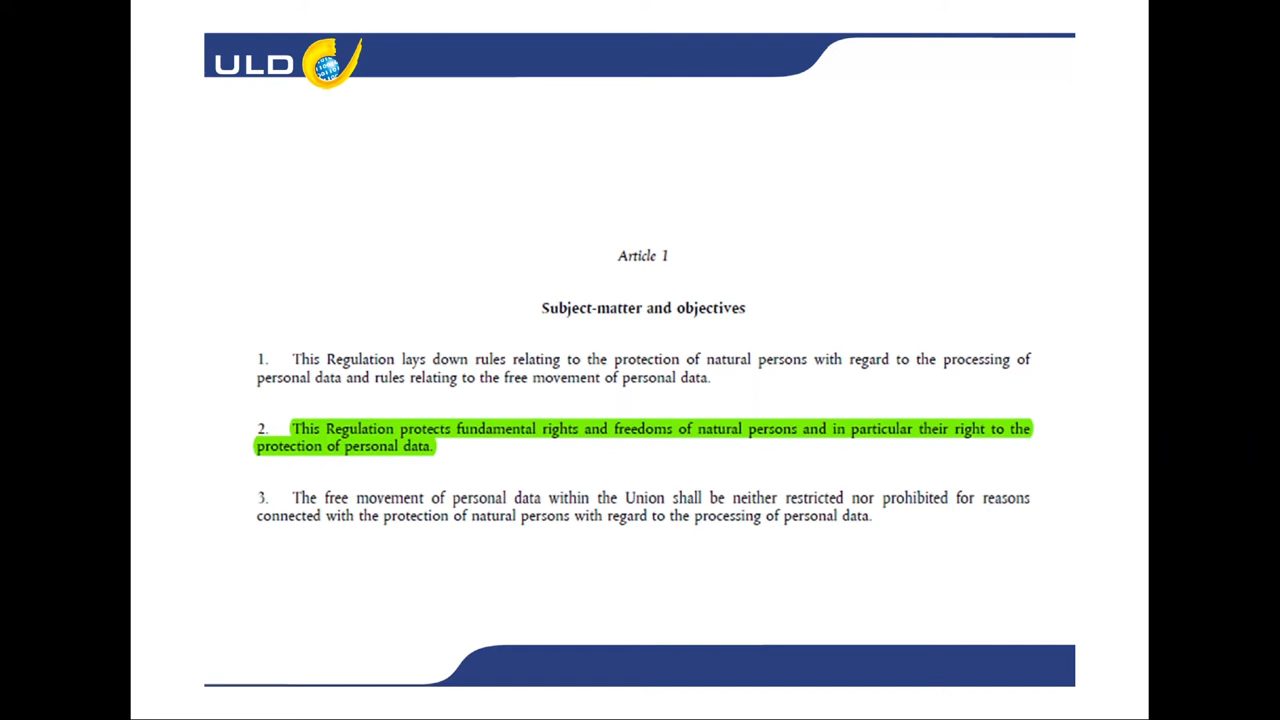 ULD
Article 1
Subject-matter and objectives
1. This Regulation lays down rules relating to the protection of natural persons with regard to the processing of
personal data and rules relating to the free movement of personal data.
2. This Regulation protects fundamental rights and freedoms of natural persons and in particular their right to the
protection of personal data.
3. The free movement of personal data within the Union shall be neither restricted nor prohibited for reasons
connected with the protection of natural persons with regard to the processing of personal data.